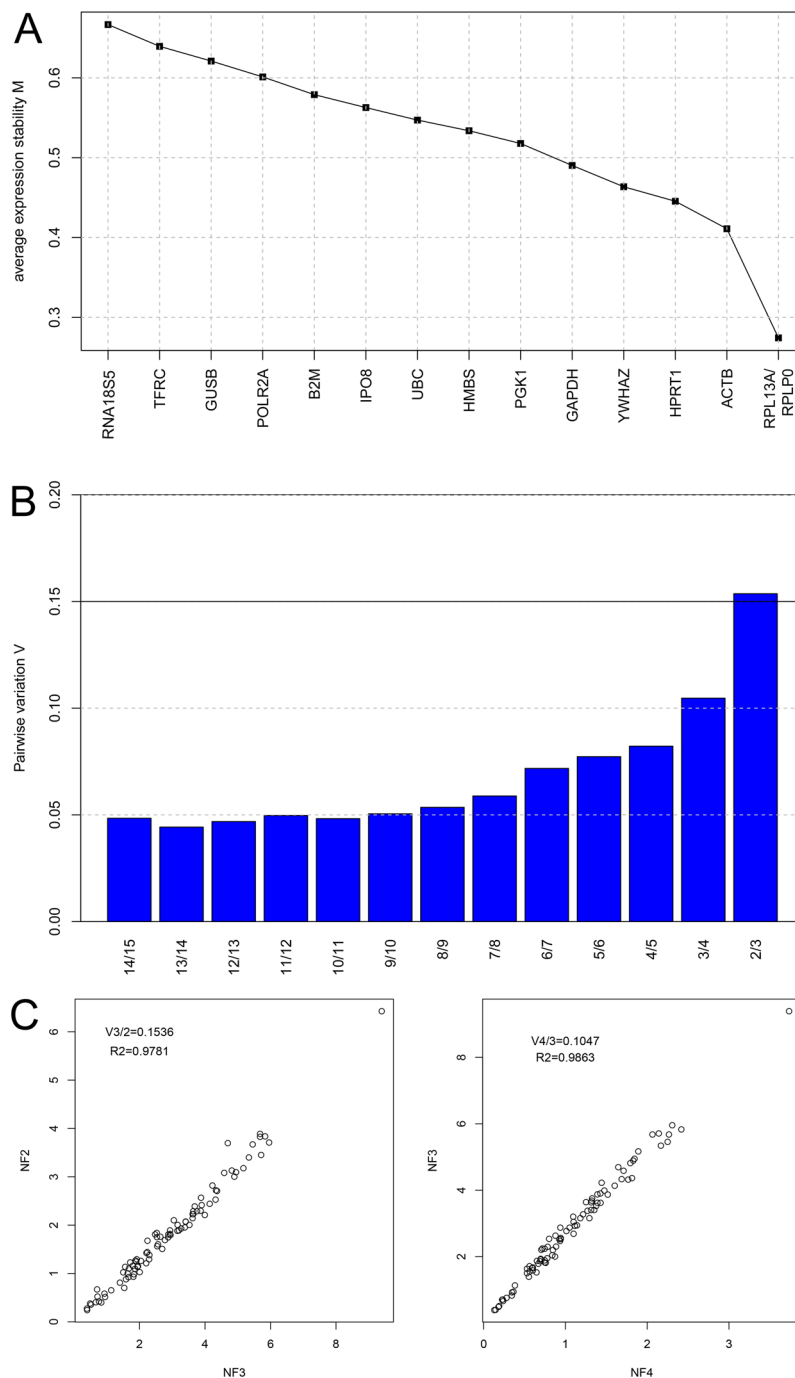 A
average expression stability M
0.6
0.5
0.4
0.3
RNA18S5
TFRC
GUSB
POLR2A
B2M
IPO8
UBC
HMBS
PGK1
GAPDH
YWHAZ
HPRT1
ACTB
RPL13A/
RPLP0
B
Pairwise variation V
0.20
0.15
0.10
0.05
0.00
14/15
13/14
12/13
11/12
10/11
9/10
8/9
7/8
6/7
5/6
4/5
3/4
2/3
C
V3/2=0.1536
R2=0.9781
NF2
6
5
4
3
2
1
0
2
4
6
8
NF3
V4/3=0.1047
R2=0.9863
NF3
8
6
4
2
0
1
2
3
NF4